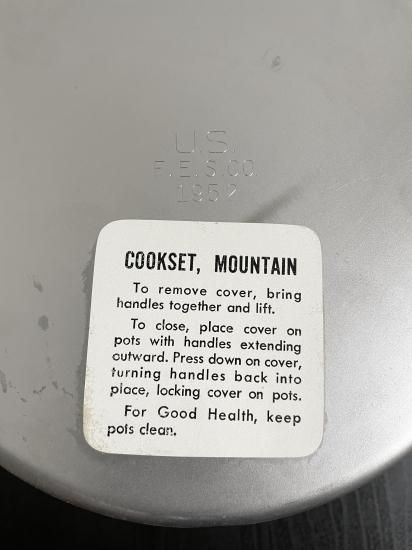 U.S.
F.E.S.CO.
1952
COOKSET, MOUNTAIN
To remove cover, bring
handles together and lift.
To close, place cover on
pots with handles extending
outward. Press down on cover,
turning handles back into
place, locking cover on pots.
For Good Health, keep
pots clean.